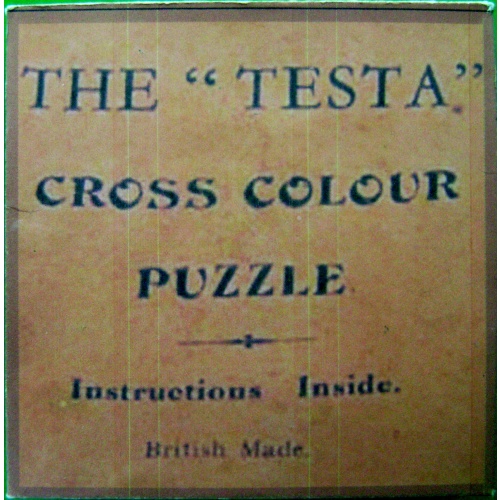 THE “TESTA”
CROSS COLOUR
PUZZLE
Instructions Inside.
British Made.